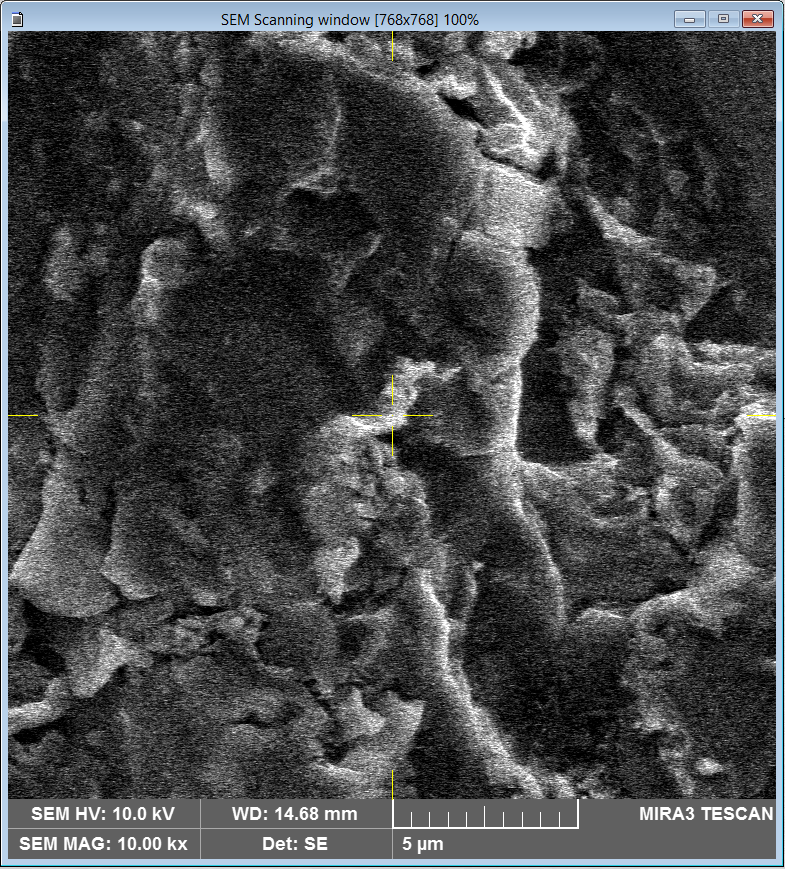 SEM Scanning window [768x768] 100%
SEM HV: 10.0 kV
WD: 14.68 mm
MIRA3 TESCAN
SEM MAG: 10.00 kx
Det: SE
5 µm